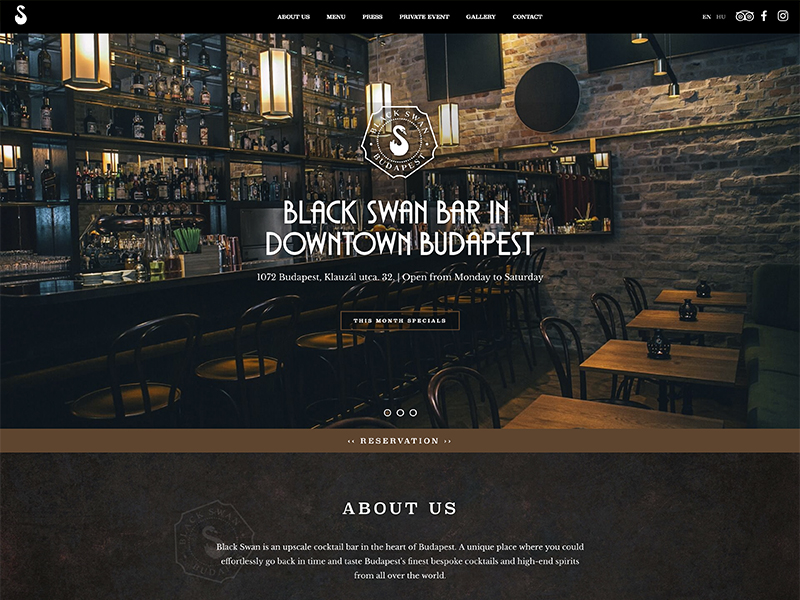 ABOUT US
MENU
PRESS
PRIVATE EVENT
GALLERY
CONTACT
EN
HU
BLACK SWAN
BUDAPEST
BLACK SWAN BAR IN
DOWNTOWN BUDAPEST
1072 Budapest, Klauzál utca. 32. | Open from Monday to Saturday
THIS MONTH SPECIALS
‹‹ RESERVATION ››
ABOUT US
BLACK SWAN
BUDAPEST
Black Swan is an upscale cocktail bar in the heart of Budapest. A unique place where you could
effortlessly go back in time and taste Budapest's finest bespoke cocktails and high-end spirits
from all over the world.